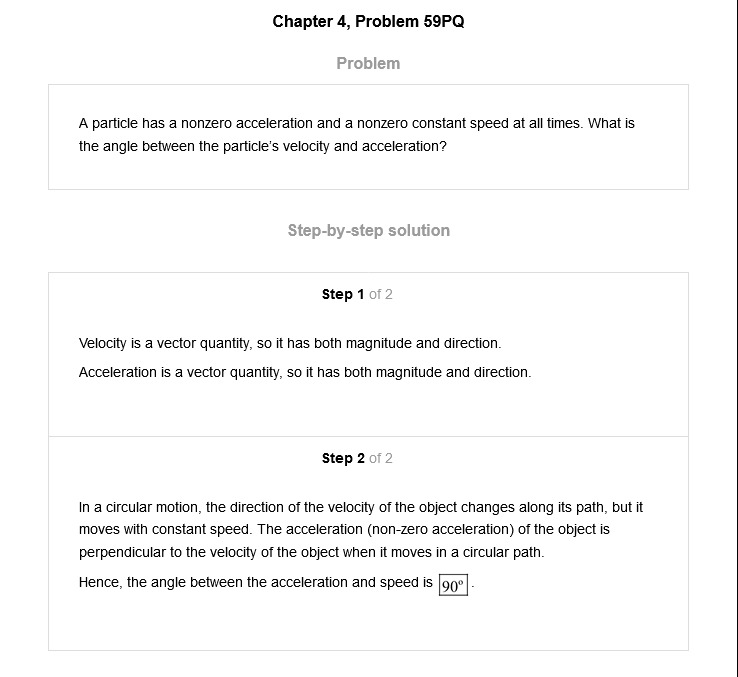 Chapter 4, Problem 59PQ
Problem
A particle has a nonzero acceleration and a nonzero constant speed at all times. What is
the angle between the particle's velocity and acceleration?
Step-by-step solution
Step 1 of 2
Velocity is a vector quantity, so it has both magnitude and direction.
Acceleration is a vector quantity, so it has both magnitude and direction.
Step 2 of 2
In a circular motion, the direction of the velocity of the object changes along its path, but it
moves with constant speed. The acceleration (non-zero acceleration) of the object is
perpendicular to the velocity of the object when it moves in a circular path.
Hence, the angle between the acceleration and speed is 90° .